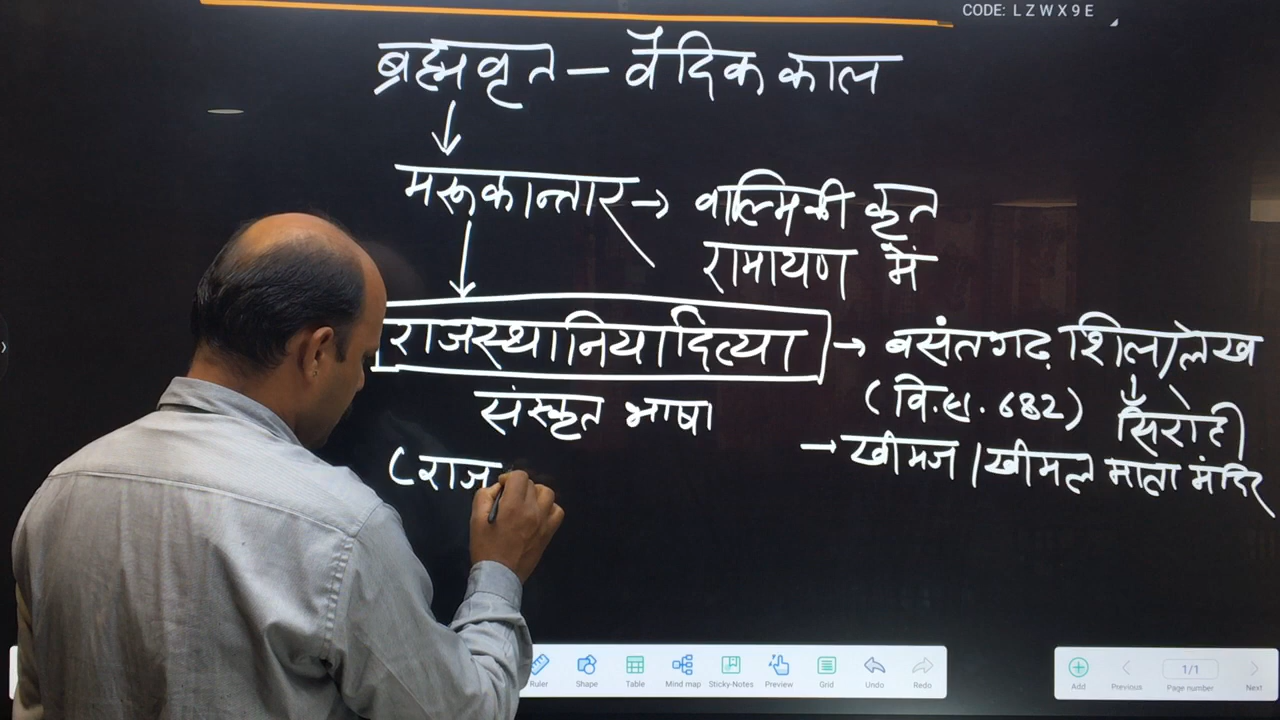 CODE: LZWX9E
ब्रह्मवृत – वैदिक काल
↓
मरूकान्तार → वाल्मिकी कृत
रामायण में
↓
राजस्थानियादित्या → बसंतगढ़ शिलालेख
(वि.स. 682) ↓ सिरोही
संस्कृत भाषा
→ खीमज / खीमल माता मंदिर
(राज
Ruler Shape Table Mind map Sticky-Notes Preview Grid Undo Redo
Add Previous 1/1 Page number Next